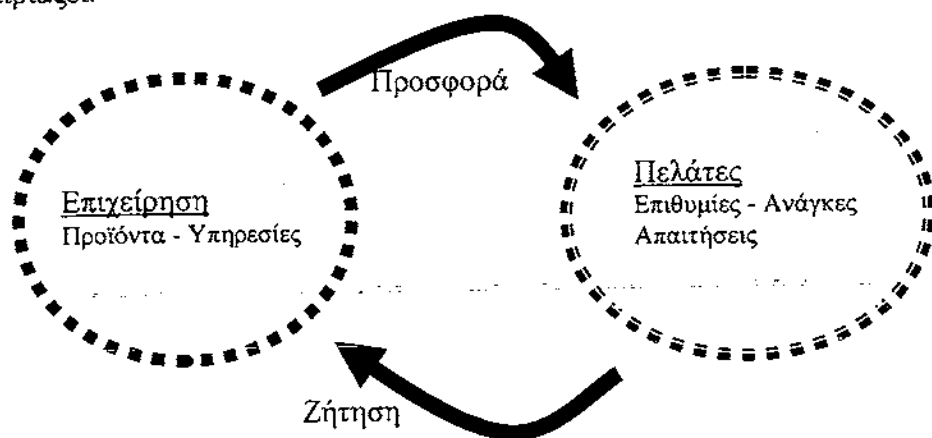 Προσφορά
Επιχείρηση
Προϊόντα - Υπηρεσίες
Πελάτες
Επιθυμίες - Ανάγκες
Απαιτήσεις
Ζήτηση